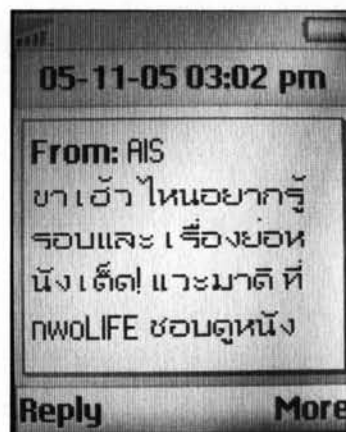 05-11-05 03:02 pm
From: AIS
ขาเฮ้วไหนอยากรู้
รอบและเรื่องย่อห
นังเด็ด! แวะมาดิ ที่
nwoLIFE ชอบดูหนัง
Reply More